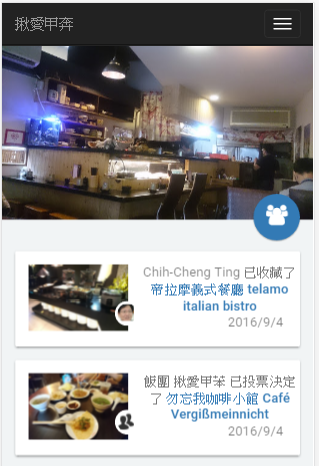 揪愛甲奔
Chih-Cheng Ting 已收藏了
帝拉摩義式餐廳 telamo
italian bistro
2016/9/4
飯團 揪愛甲苯 已投票決定
了 勿忘我咖啡小館 Café
Vergißmeinnicht
2016/9/4